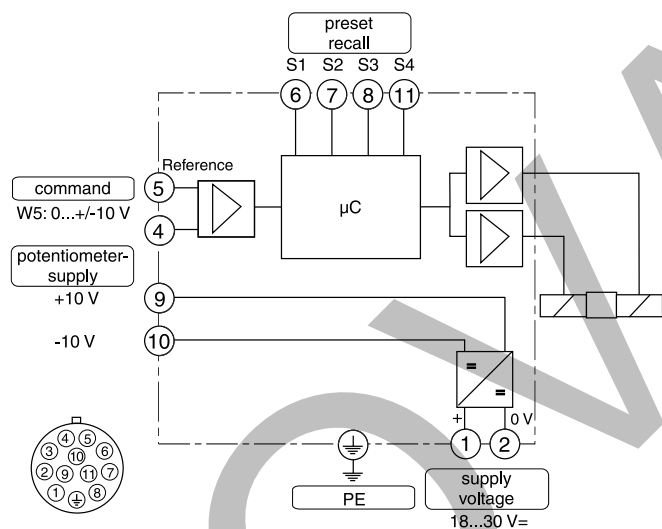 preset
recall
S1 S2 S3 S4
6 7 8 11
Reference
5
command
W5: 0...+/-10 V
4
µC
potentiometer-
supply
+10 V
9
-10 V
10
= =
+ 0 V
1 2
4 5
3 10 6
2 9 11 7
1 8
PE
supply
voltage
18...30 V=